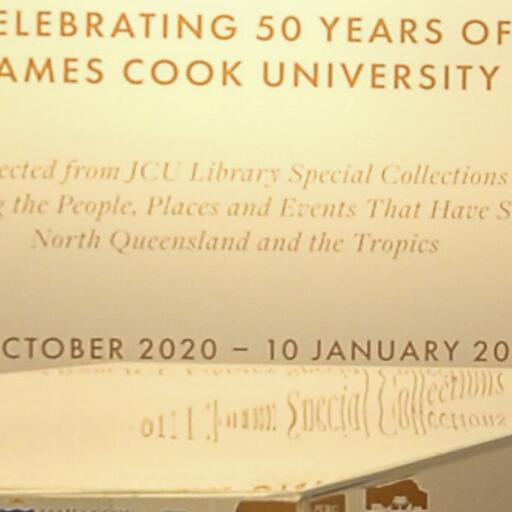 ELEBRATING 50 YEARS OF
AMES COOK UNIVERSITY
ected from JCU Library Special Collections
g the People, Places and Events That Have S
North Queensland and the Tropics
CTOBER 2020 – 10 JANUARY 20
Special Collections